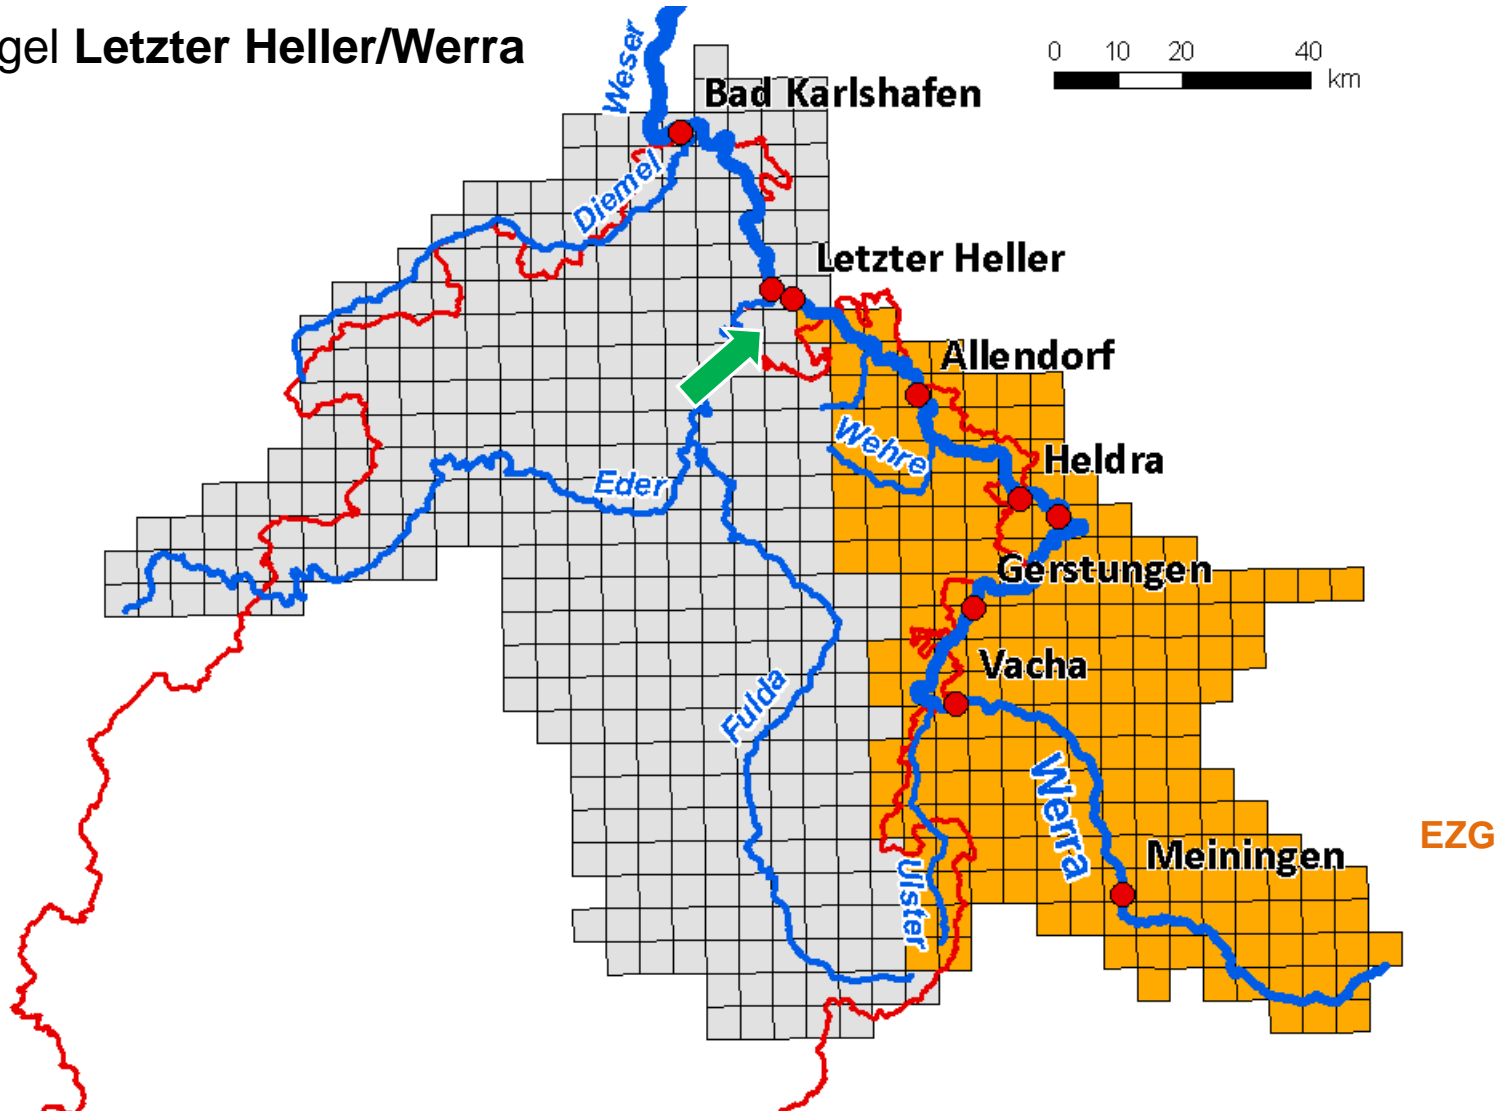 gel Letzter Heller/Werra
0 10 20 40
km
Weser
Bad Karlshafen
Diemel
Letzter Heller
Allendorf
Wehre
Heldra
Eder
Gerstungen
Vacha
Fulda
Werra
EZG
Meiningen
Ulster